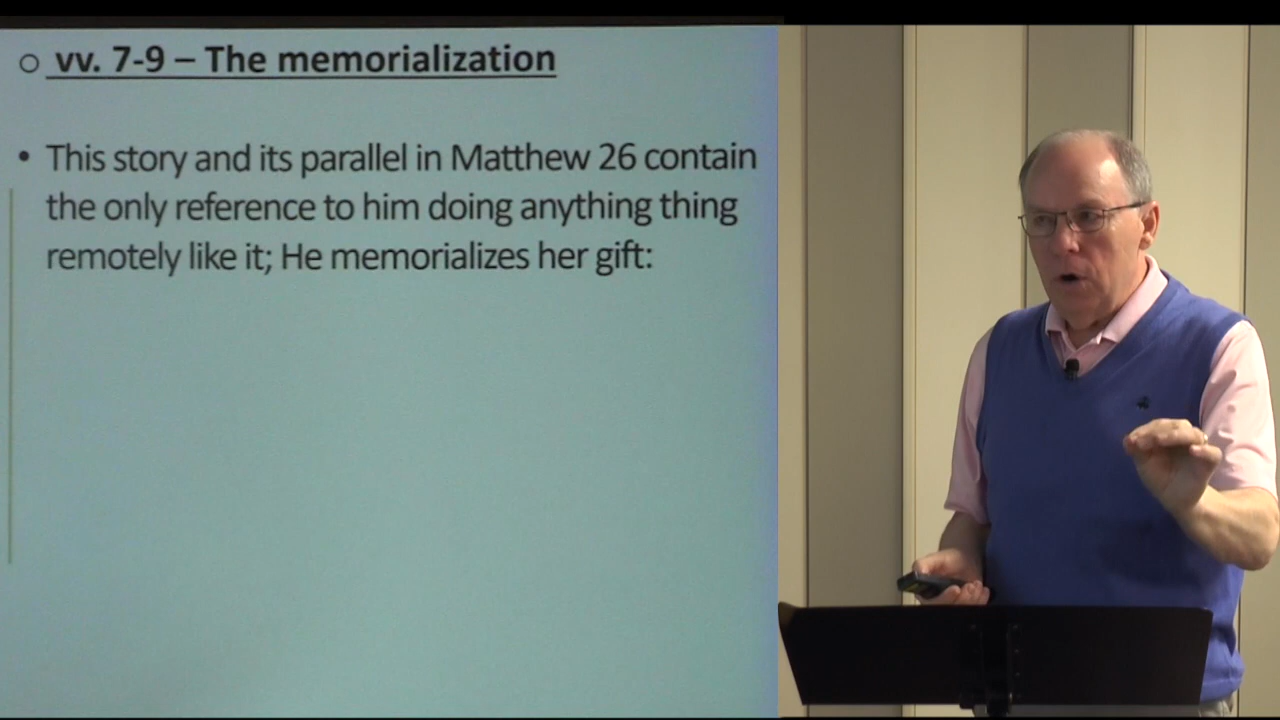 ○ vv. 7-9 – The memorialization
• This story and its parallel in Matthew 26 contain
the only reference to him doing anything thing
remotely like it; He memorializes her gift: